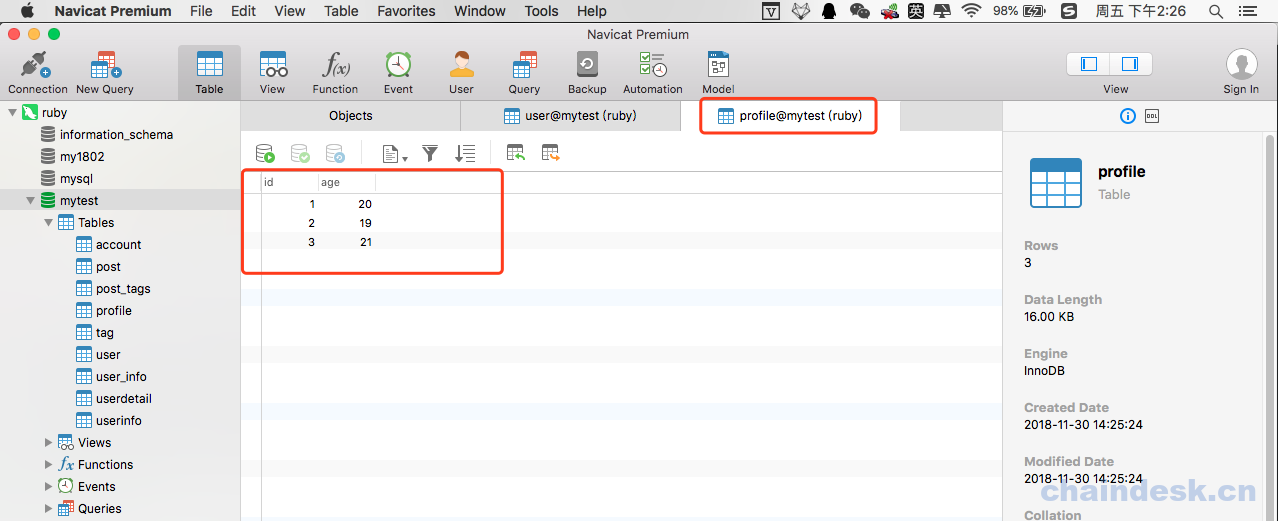 Navicat Premium File Edit View Table Favorites Window Tools Help V 英 98% S 周五 下午2:26
Navicat Premium
Connection New Query Table View f(x) Function Event User Query Backup Automation Model View Sign In
ruby
information_schema
my1802
mysql
mytest
Tables
account
post
post_tags
profile
tag
user
user_info
userdetail
userinfo
Views
fx Functions
Events
Queries
Objects user@mytest (ruby) profile@mytest (ruby)
id age
1 20
2 19
3 21
DDL
profile
Table
Rows
3
Data Length
16.00 KB
Engine
InnoDB
Created Date
2018-11-30 14:25:24
Modified Date
2018-11-30 14:25:24
Collation
chaindesk.cn